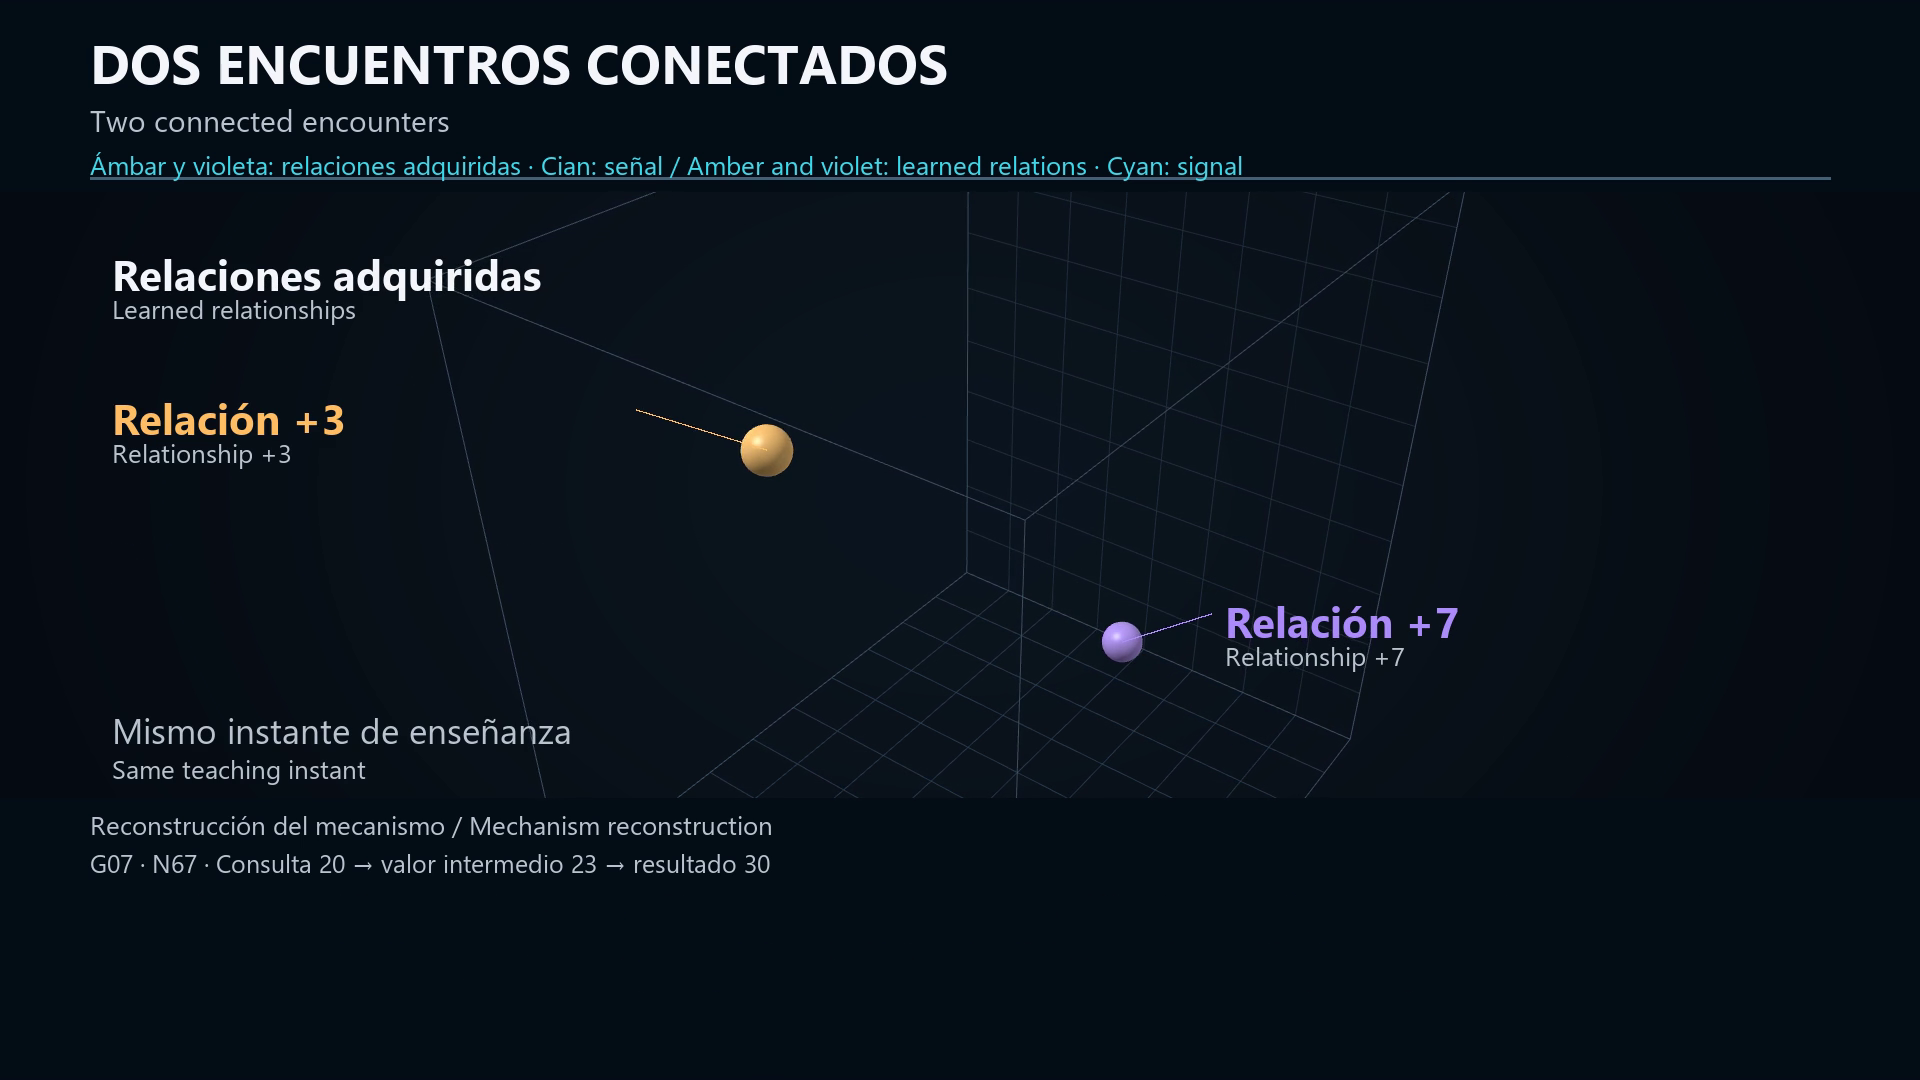 DOS ENCUENTROS CONECTADOS
Two connected encounters
Ámbar y violeta: relaciones adquiridas · Cian: señal / Amber and violet: learned relations · Cyan: signal
Relaciones adquiridas
Learned relationships
Relación +3
Relationship +3
Relación +7
Relationship +7
Mismo instante de enseñanza
Same teaching instant
Reconstrucción del mecanismo / Mechanism reconstruction
G07 · N67 · Consulta 20 → valor intermedio 23 → resultado 30